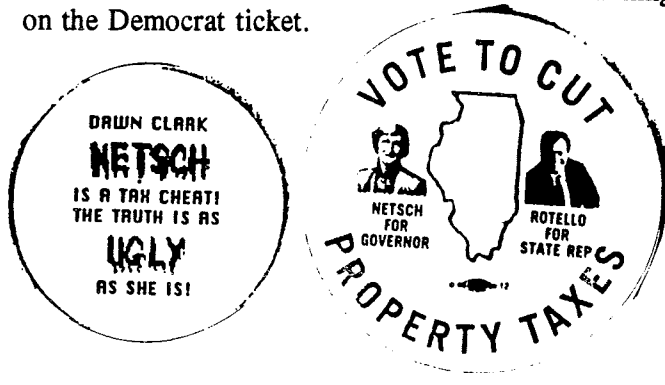 on the Democrat ticket.
DAWN CLARK
NETSCH
IS A TAX CHEAT!
THE TRUTH IS AS
UGLY
AS SHE IS!
VOTE TO CUT
NETSCH
FOR
GOVERNOR
ROTELLO
FOR
STATE REP
PROPERTY TAXES